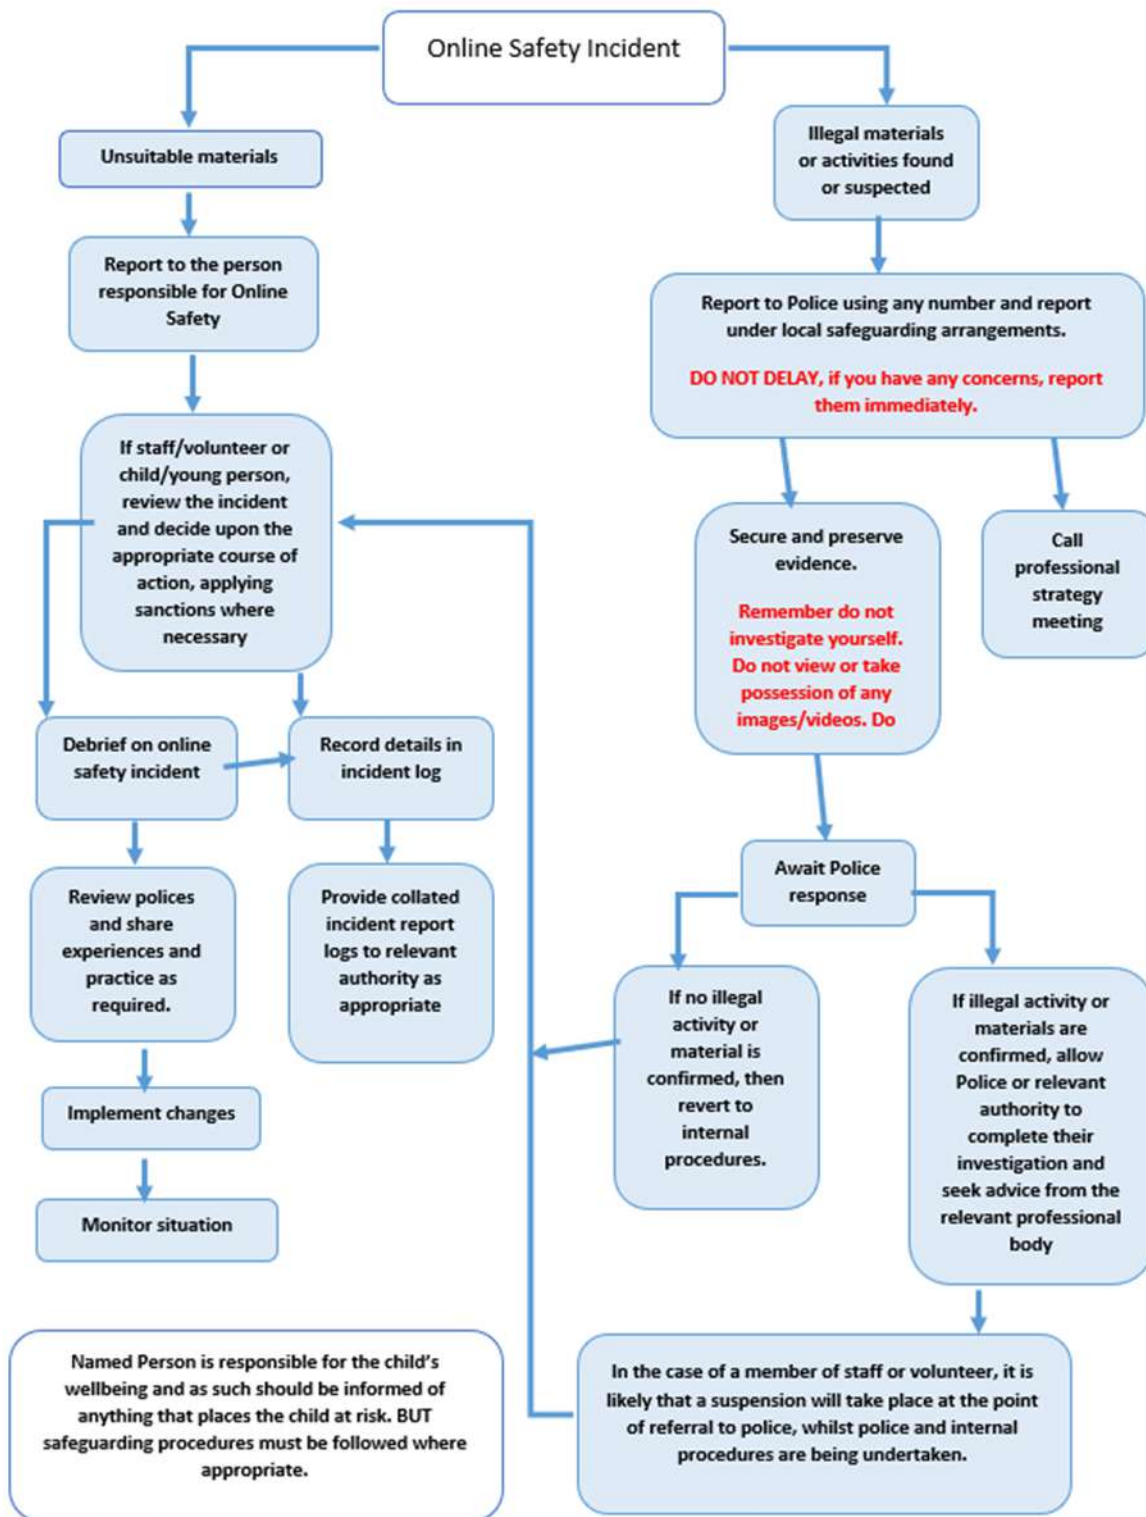 Online Safety Incident
Unsuitable materials
Illegal materials
or activities found
or suspected
Report to the person
responsible for Online
Safety
Report to Police using any number and report
under local safeguarding arrangements.
DO NOT DELAY, if you have any concerns, report
them immediately.
If staff/volunteer or
child/young person,
review the incident
and decide upon the
appropriate course of
action, applying
sanctions where
necessary
Secure and preserve
evidence.
Remember do not
investigate yourself.
Do not view or take
possession of any
images/videos. Do
Call
professional
strategy
meeting
Debrief on online
safety incident
Record details in
incident log
Review polices
and share
experiences and
practice as
required.
Provide collated
incident report
logs to relevant
authority as
appropriate
Await Police
response
If no illegal
activity or
material is
confirmed, then
revert to
internal
procedures.
If illegal activity or
materials are
confirmed, allow
Police or relevant
authority to
complete their
investigation and
seek advice from the
relevant professional
body
Implement changes
Monitor situation
Named Person is responsible for the child's
wellbeing and as such should be informed of
anything that places the child at risk. BUT
safeguarding procedures must be followed where
appropriate.
In the case of a member of staff or volunteer, it is
likely that a suspension will take place at the point
of referral to police, whilst police and internal
procedures are being undertaken.